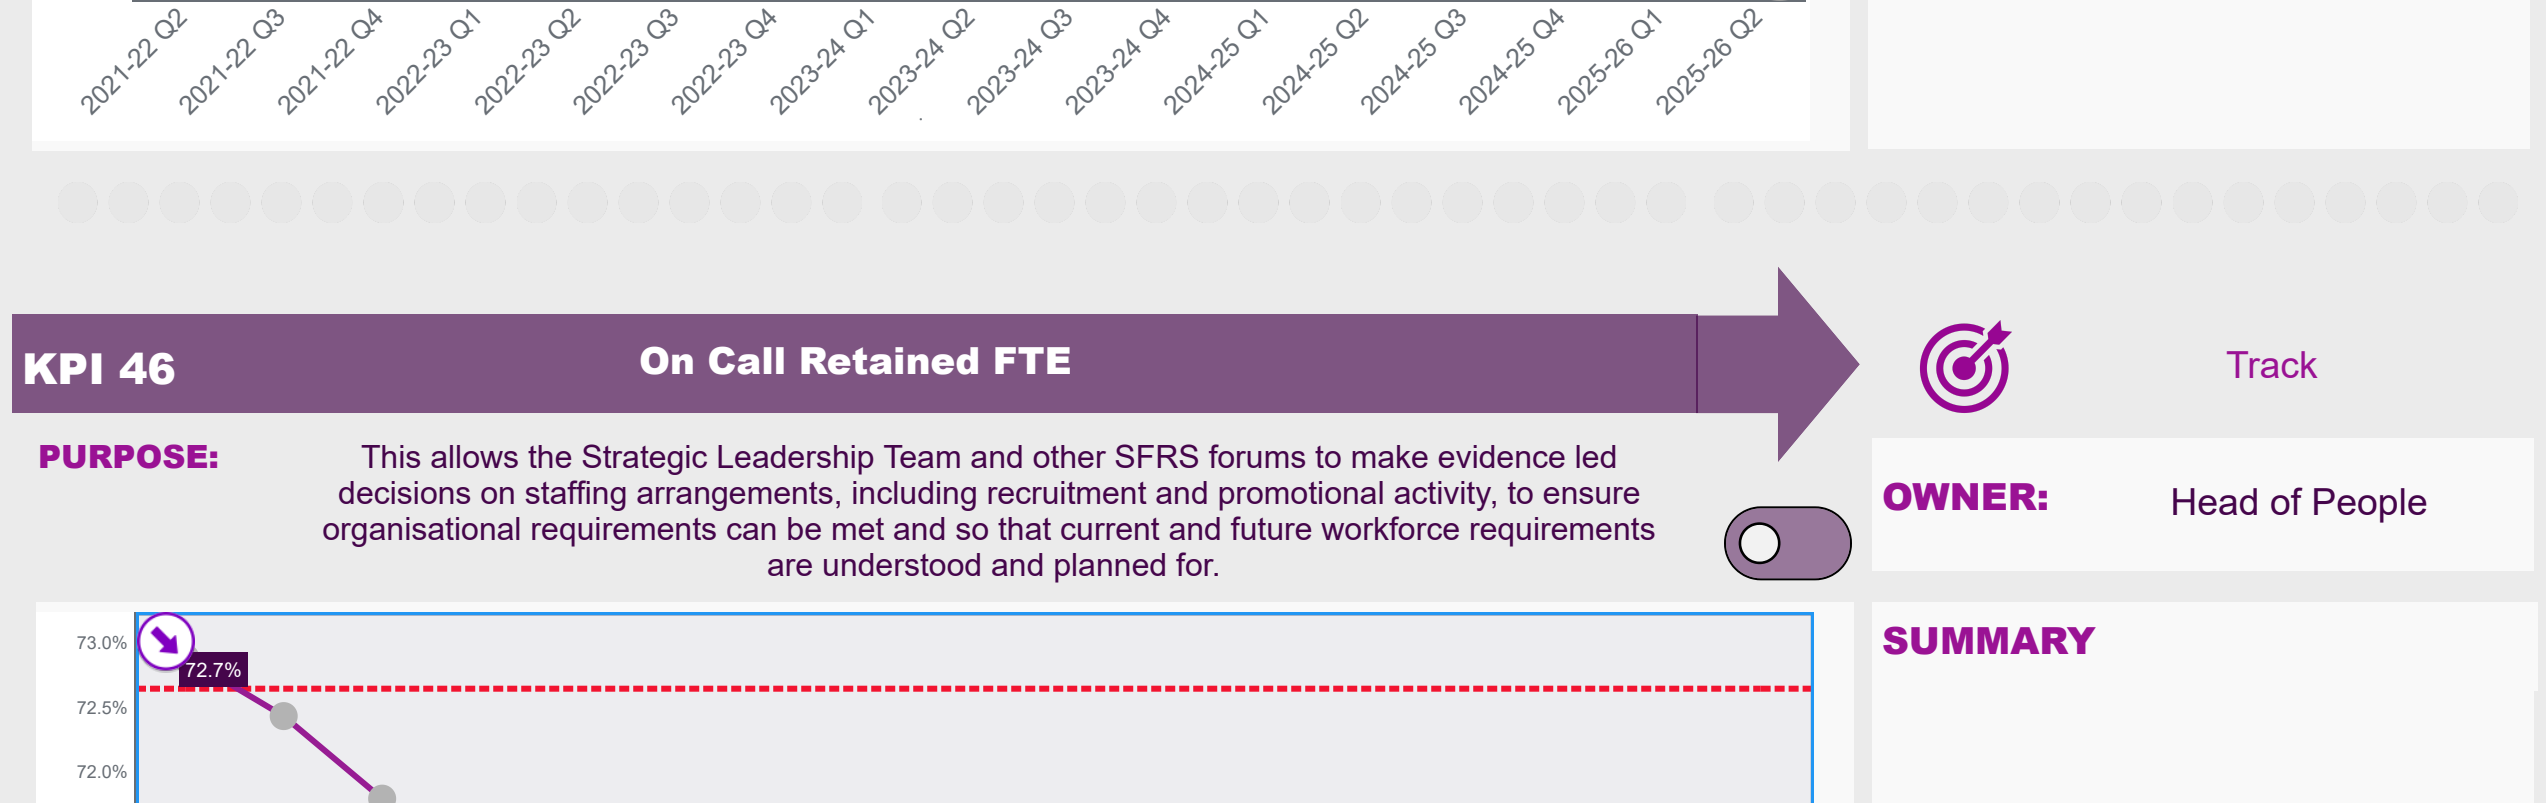 2021-22 Q2
2021-22 Q3
2021-22 Q4
2022-23 Q1
2022-23 Q2
2022-23 Q3
2022-23 Q4
2023-24 Q1
2023-24 Q2
2023-24 Q3
2023-24 Q4
2024-25 Q1
2024-25 Q2
2024-25 Q3
2024-25 Q4
2025-26 Q1
2025-26 Q2
KPI 46
On Call Retained FTE
Track
PURPOSE:
This allows the Strategic Leadership Team and other SFRS forums to make evidence led
decisions on staffing arrangements, including recruitment and promotional activity, to ensure
organisational requirements can be met and so that current and future workforce requirements
are understood and planned for.
OWNER:
Head of People
73.0%
72.7%
72.5%
72.0%
SUMMARY